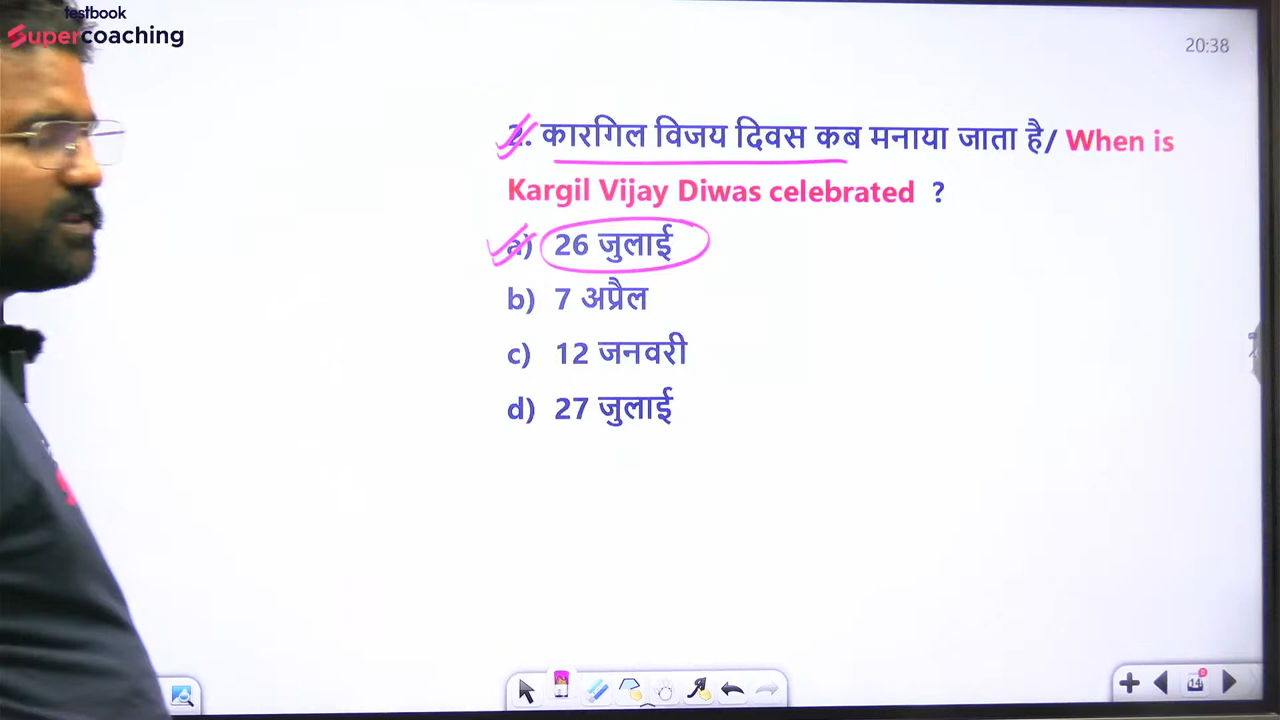 testbook
Supercoaching
20:38
2. कारगिल विजय दिवस कब मनाया जाता है/ When is
Kargil Vijay Diwas celebrated ?
a) 26 जुलाई
b) 7 अप्रैल
c) 12 जनवरी
d) 27 जुलाई
14